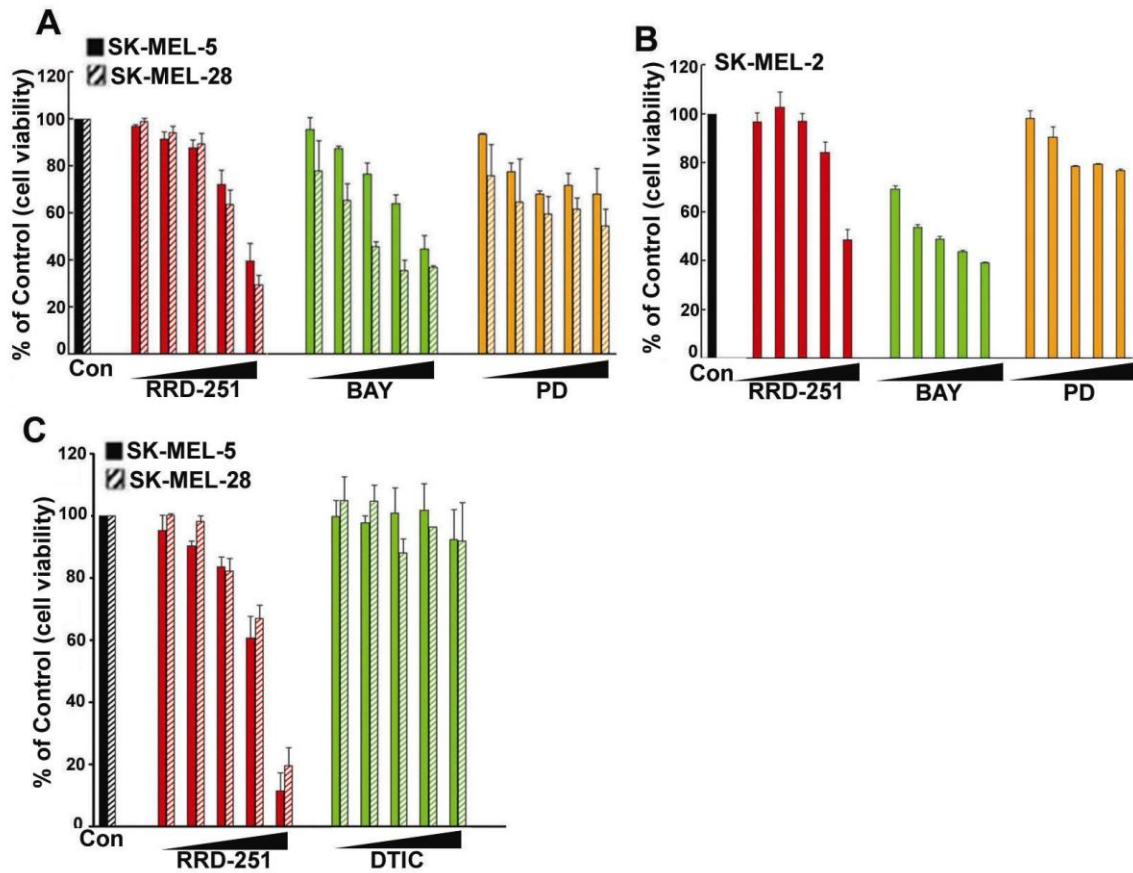 A
SK-MEL-5
SK-MEL-28
% of Control (cell viability)
120
100
80
60
40
20
0
Con
RRD-251
BAY
PD
B
SK-MEL-2
% of Control (cell viability)
120
100
80
60
40
20
0
Con
RRD-251
BAY
PD
C
SK-MEL-5
SK-MEL-28
% of Control (cell viability)
120
100
80
60
40
20
0
Con
RRD-251
DTIC